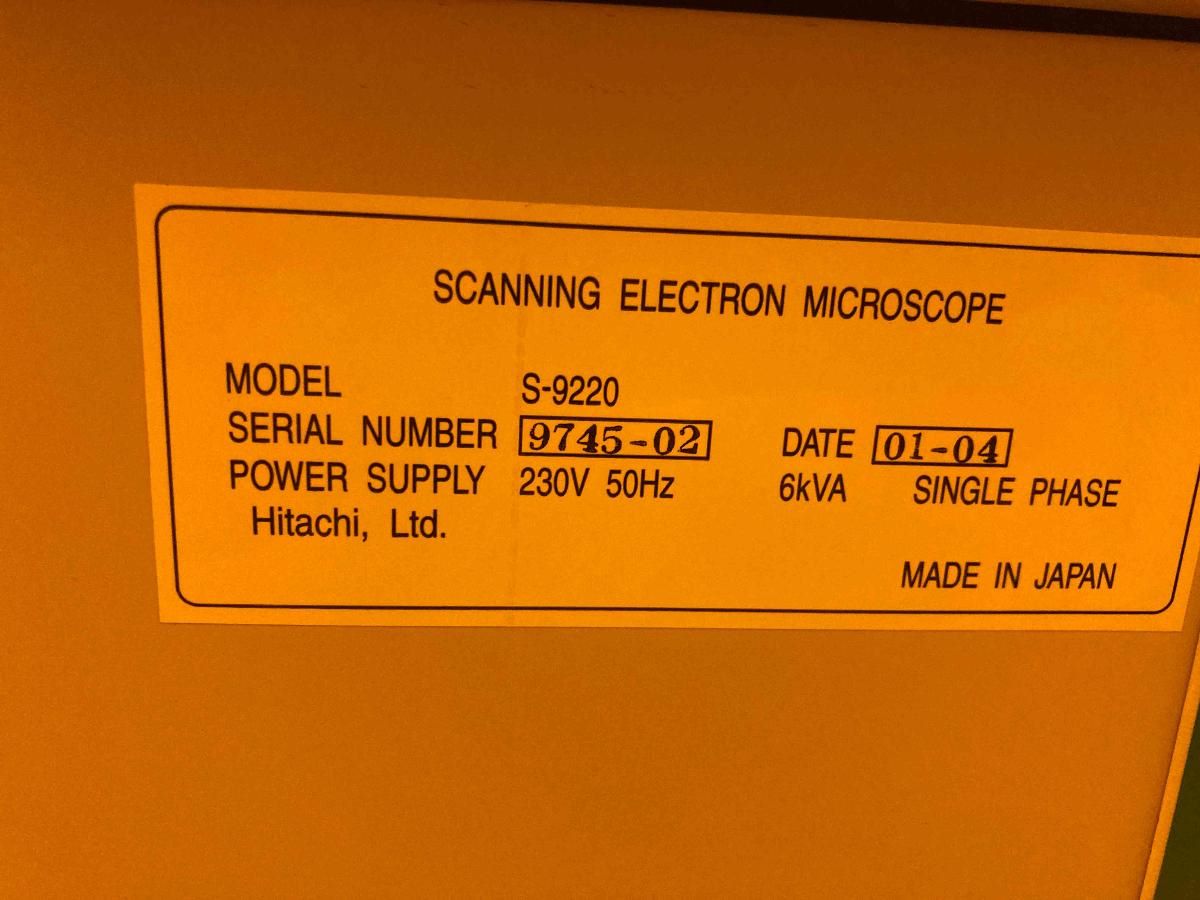 SCANNING ELECTRON MICROSCOPE
MODEL S-9220
SERIAL NUMBER 9745-02 DATE 01-04
POWER SUPPLY 230V 50Hz 6kVA SINGLE PHASE
Hitachi, Ltd.
MADE IN JAPAN